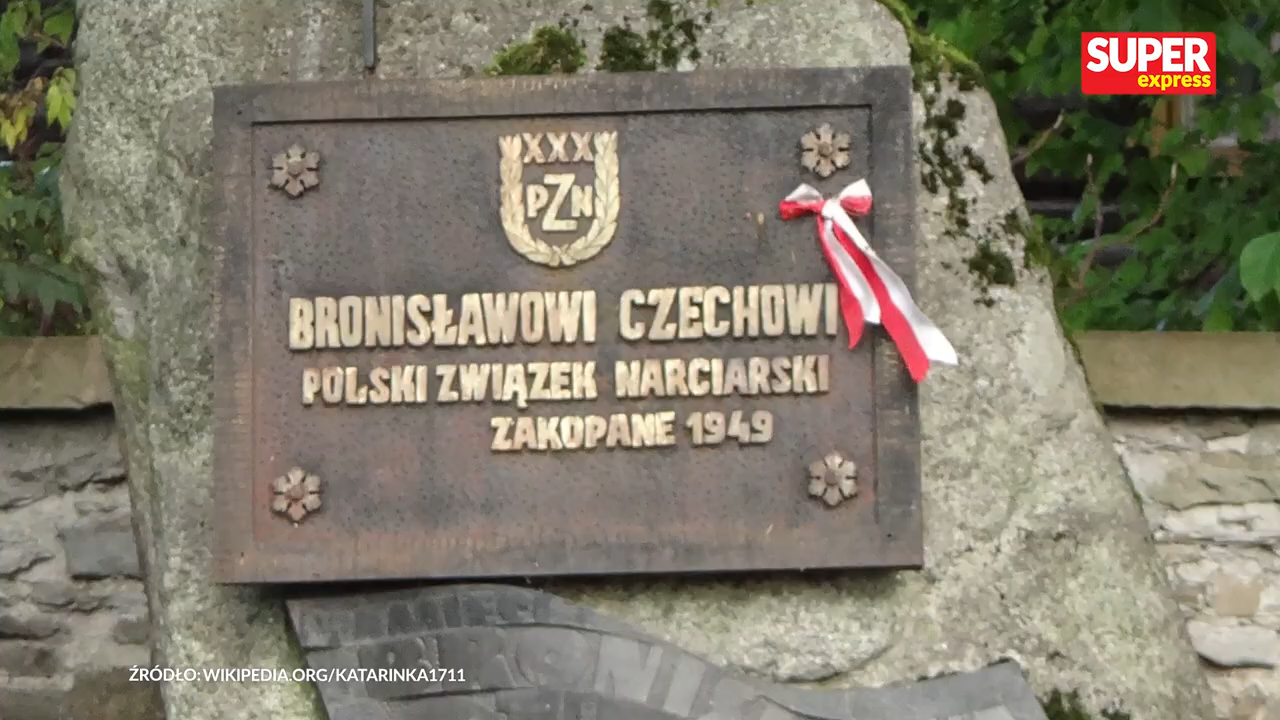 SUPER
express
XXX
PZN
BRONISŁAWOWI CZECHOWI
POLSKI ZWIĄZEK NARCIARSKI
ZAKOPANE 1949
ŹRÓDŁO: WIKIPEDIA.ORG/KATARINKA1711